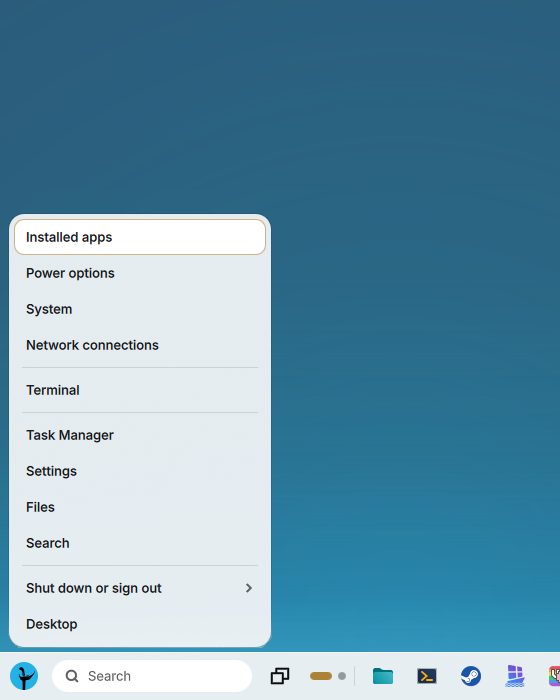 Installed apps
Power options
System
Network connections
Terminal
Task Manager
Settings
Files
Search
Shut down or sign out
Desktop
Search